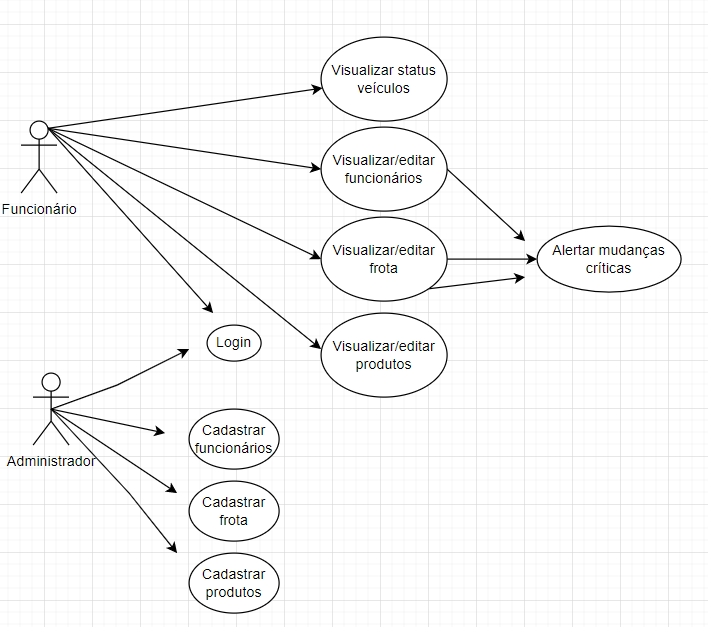 Visualizar status
veículos
Funcionário
Visualizar/editar
funcionários
Visualizar/editar
frota
Alertar mudanças
críticas
Login
Visualizar/editar
produtos
Administrador
Cadastrar
funcionários
Cadastrar
frota
Cadastrar
produtos